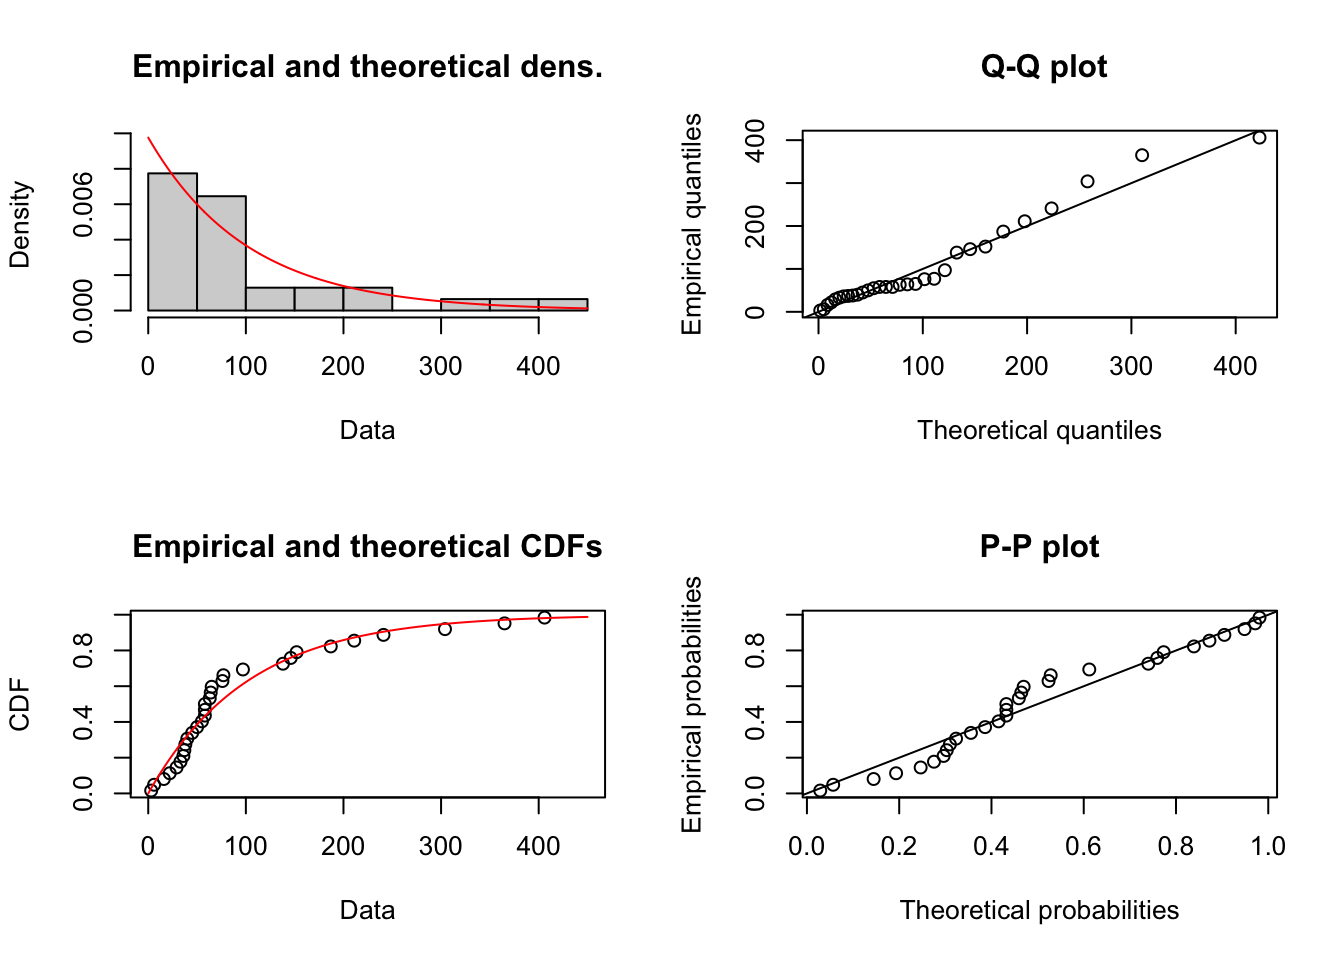 Empirical and theoretical dens.
Density
0.000 0.006
0 100 200 300 400
Data
Q-Q plot
Empirical quantiles
0 200 400
0 100 200 300 400
Theoretical quantiles
Empirical and theoretical CDFs
CDF
0.0 0.4 0.8
0 100 200 300 400
Data
P-P plot
Empirical probabilities
0.0 0.4 0.8
0.0 0.2 0.4 0.6 0.8 1.0
Theoretical probabilities